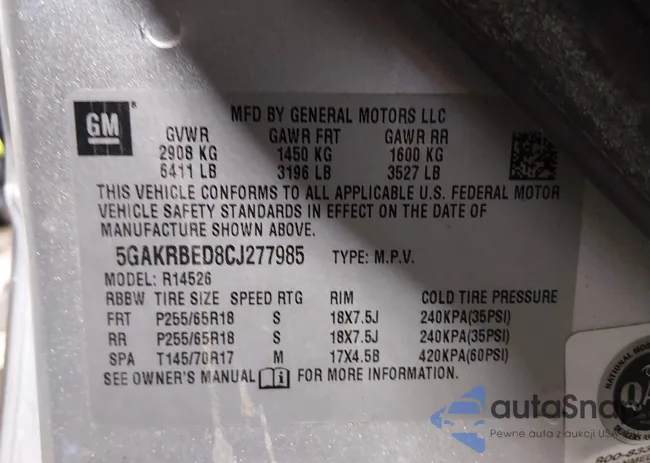 GM
MFD BY GENERAL MOTORS LLC
GVWR GAWR FRT GAWR RR
2908 KG 1450 KG 1600 KG
6411 LB 3196 LB 3527 LB
THIS VEHICLE CONFORMS TO ALL APPLICABLE U.S. FEDERAL MOTOR
VEHICLE SAFETY STANDARDS IN EFFECT ON THE DATE OF
MANUFACTURE SHOWN ABOVE.
5GAKRBED8CJ277985 TYPE: M.P.V.
MODEL: R14526
RBBW TIRE SIZE SPEED RTG RIM COLD TIRE PRESSURE
FRT P255/65R18 S 18X7.5J 240KPA(35PSI)
RR P255/65R18 S 18X7.5J 240KPA(35PSI)
SPA T145/70R17 M 17X4.5B 420KPA(60PSI)
SEE OWNER'S MANUAL FOR MORE INFORMATION.
autaSna
Pewne auta z aukcji
NATIONAL
800-833